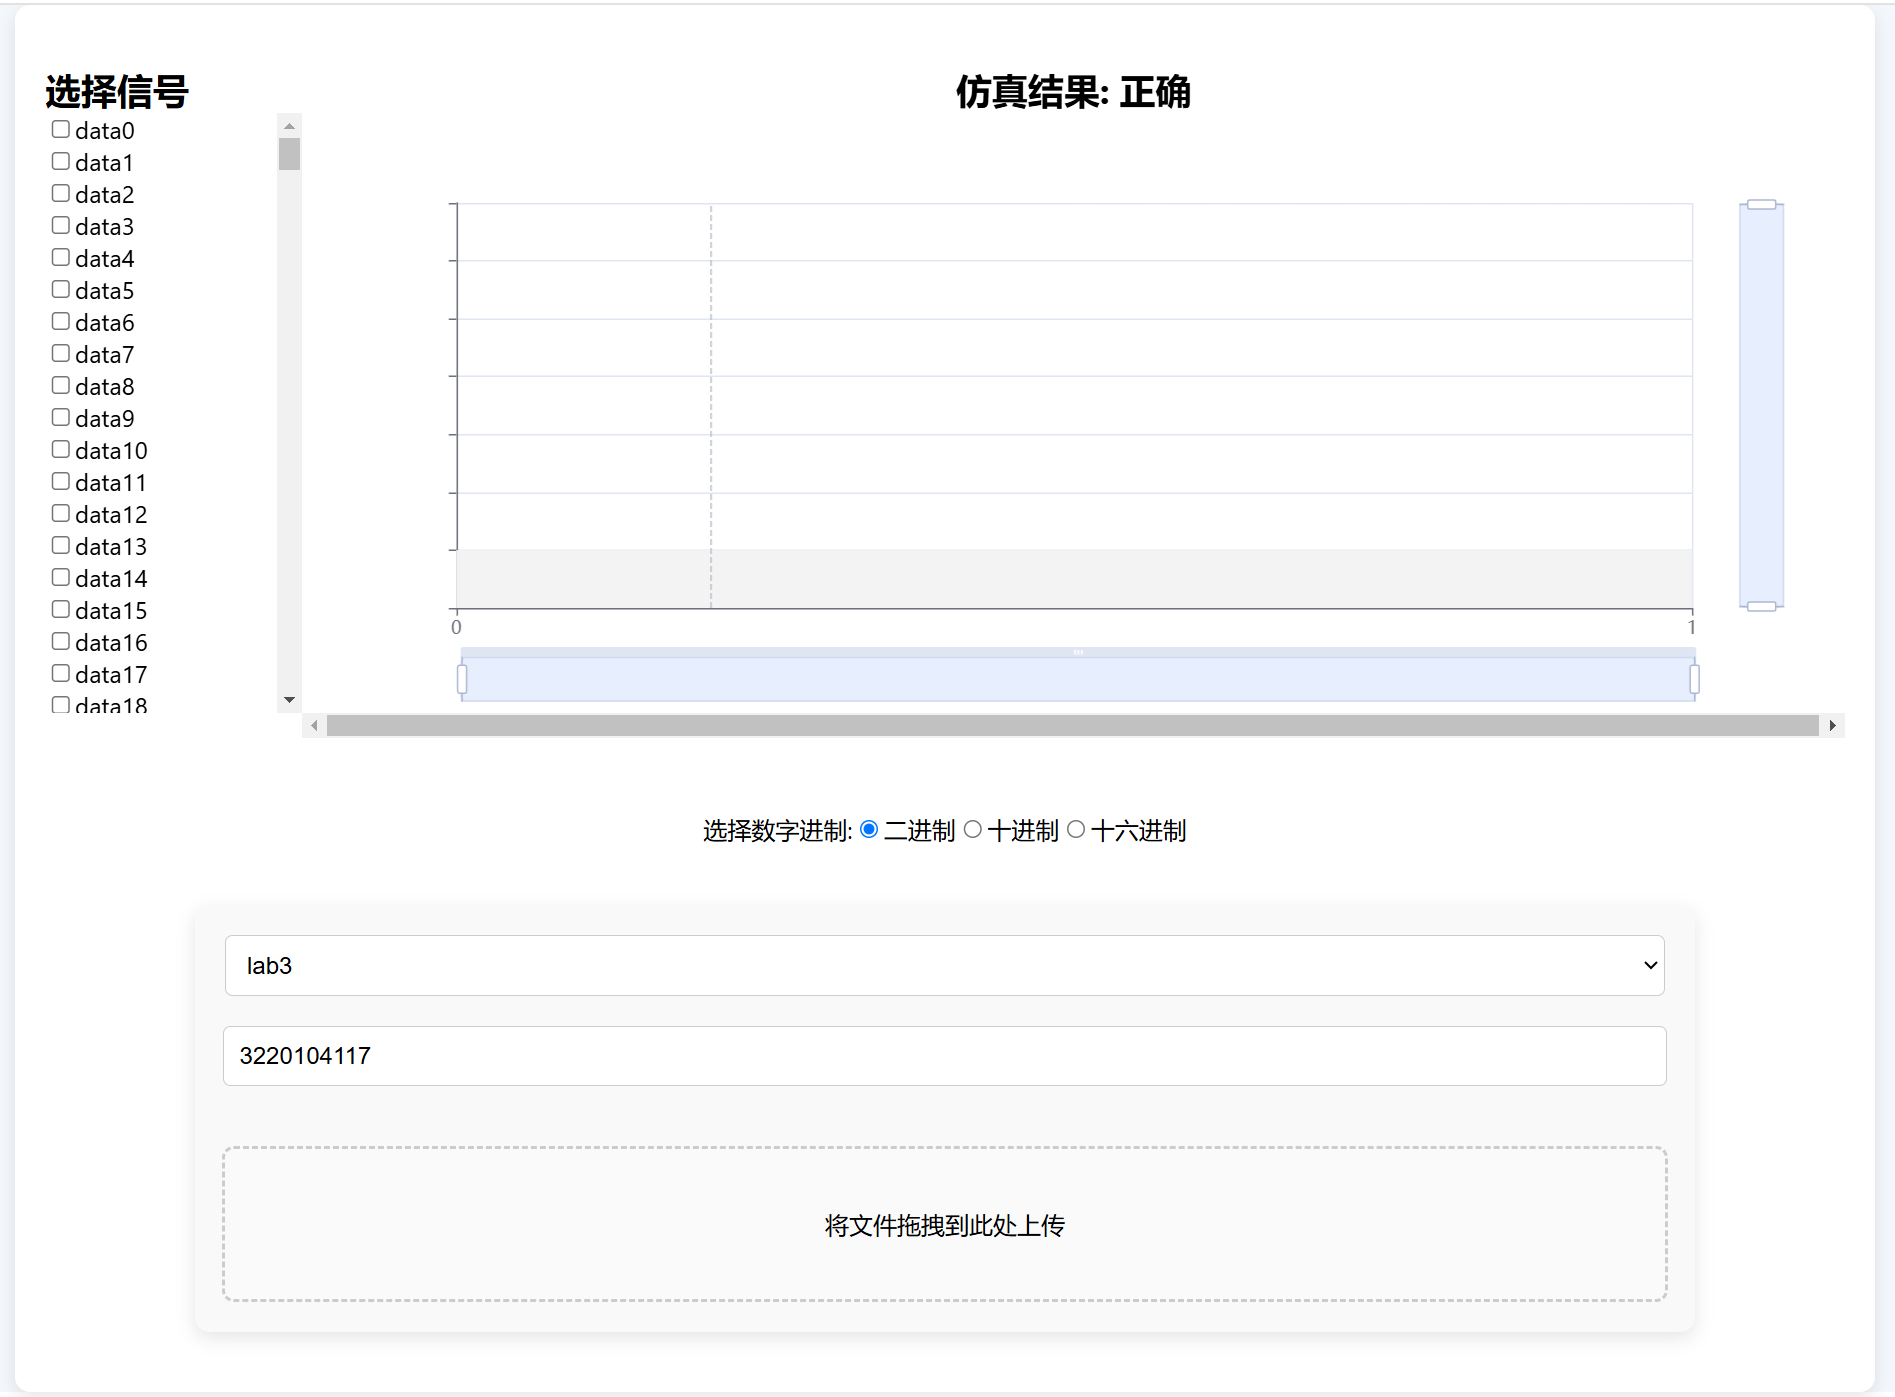 选择信号
data0
data1
data2
data3
data4
data5
data6
data7
data8
data9
data10
data11
data12
data13
data14
data15
data16
data17
data18
仿真结果: 正确
0
1
选择数字进制: 二进制 十进制 十六进制
lab3
3220104117
将文件拖拽到此处上传